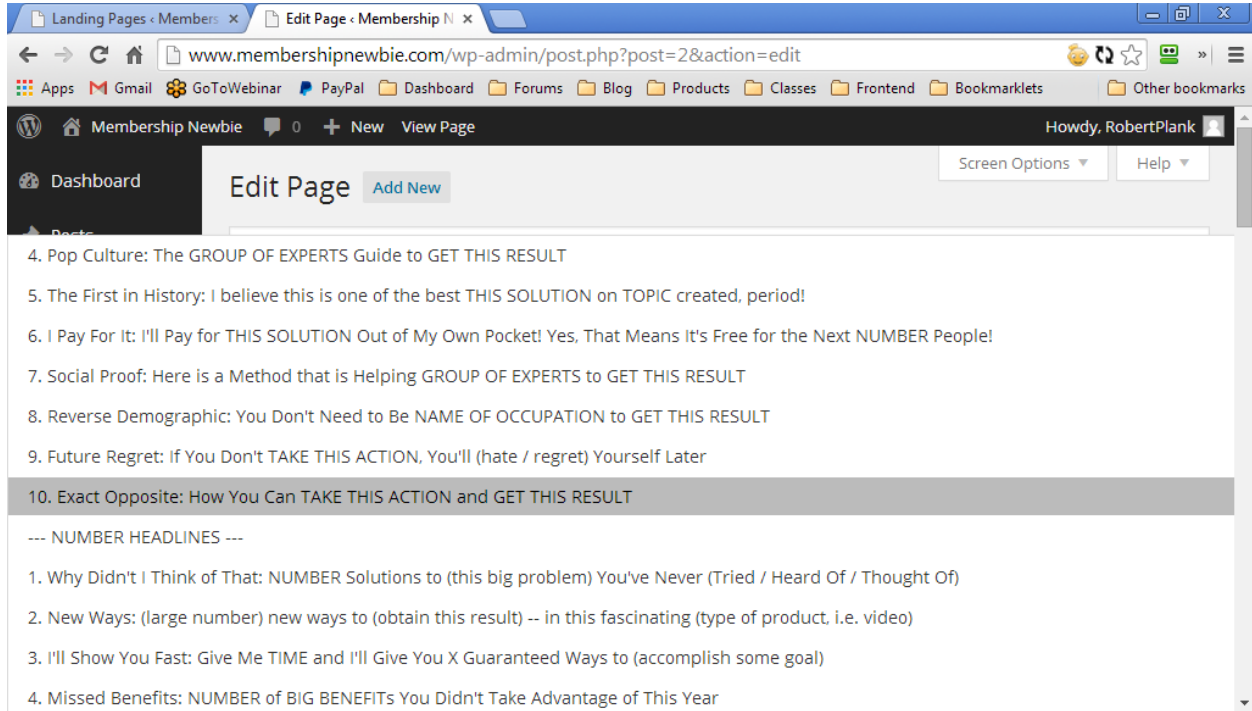 Landing Pages ‹ Members
Edit Page ‹ Membership N
www.membershipnewbie.com/wp-admin/post.php?post=2&action=edit
Apps Gmail GoToWebinar PayPal Dashboard Forums Blog Products Classes Frontend Bookmarklets Other bookmarks
Membership Newbie 0 New View Page Howdy, RobertPlank
Screen Options Help
Dashboard
Edit Page Add New
Posts
4. Pop Culture: The GROUP OF EXPERTS Guide to GET THIS RESULT
5. The First in History: I believe this is one of the best THIS SOLUTION on TOPIC created, period!
6. I Pay For It: I'll Pay for THIS SOLUTION Out of My Own Pocket! Yes, That Means It's Free for the Next NUMBER People!
7. Social Proof: Here is a Method that is Helping GROUP OF EXPERTS to GET THIS RESULT
8. Reverse Demographic: You Don't Need to Be NAME OF OCCUPATION to GET THIS RESULT
9. Future Regret: If You Don't TAKE THIS ACTION, You'll (hate / regret) Yourself Later
10. Exact Opposite: How You Can TAKE THIS ACTION and GET THIS RESULT
--- NUMBER HEADLINES ---
1. Why Didn't I Think of That: NUMBER Solutions to (this big problem) You've Never (Tried / Heard Of / Thought Of)
2. New Ways: (large number) new ways to (obtain this result) -- in this fascinating (type of product, i.e. video)
3. I'll Show You Fast: Give Me TIME and I'll Give You X Guaranteed Ways to (accomplish some goal)
4. Missed Benefits: NUMBER of BIG BENEFITs You Didn't Take Advantage of This Year